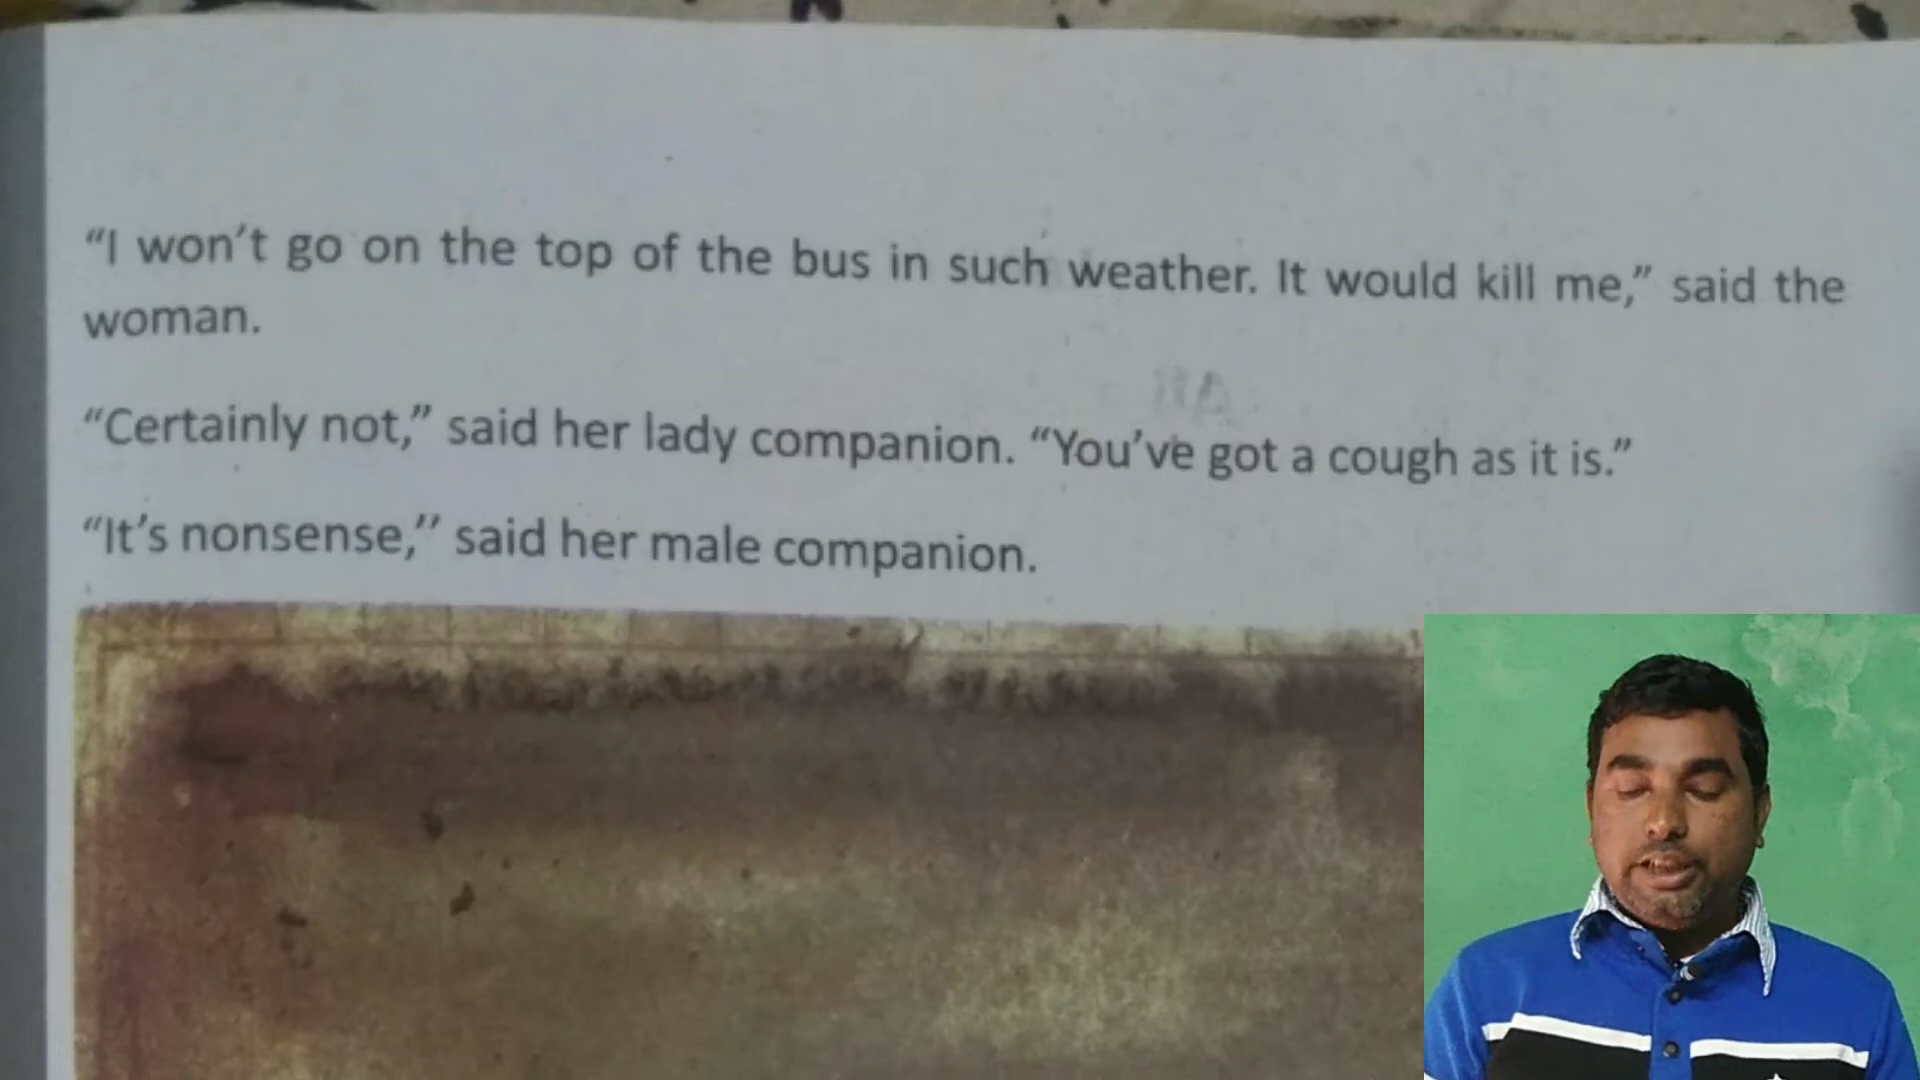 “I won’t go on the top of the bus in such weather. It would kill me,” said the
woman.
“Certainly not,” said her lady companion. “You’ve got a cough as it is.”
“It’s nonsense,’’ said her male companion.